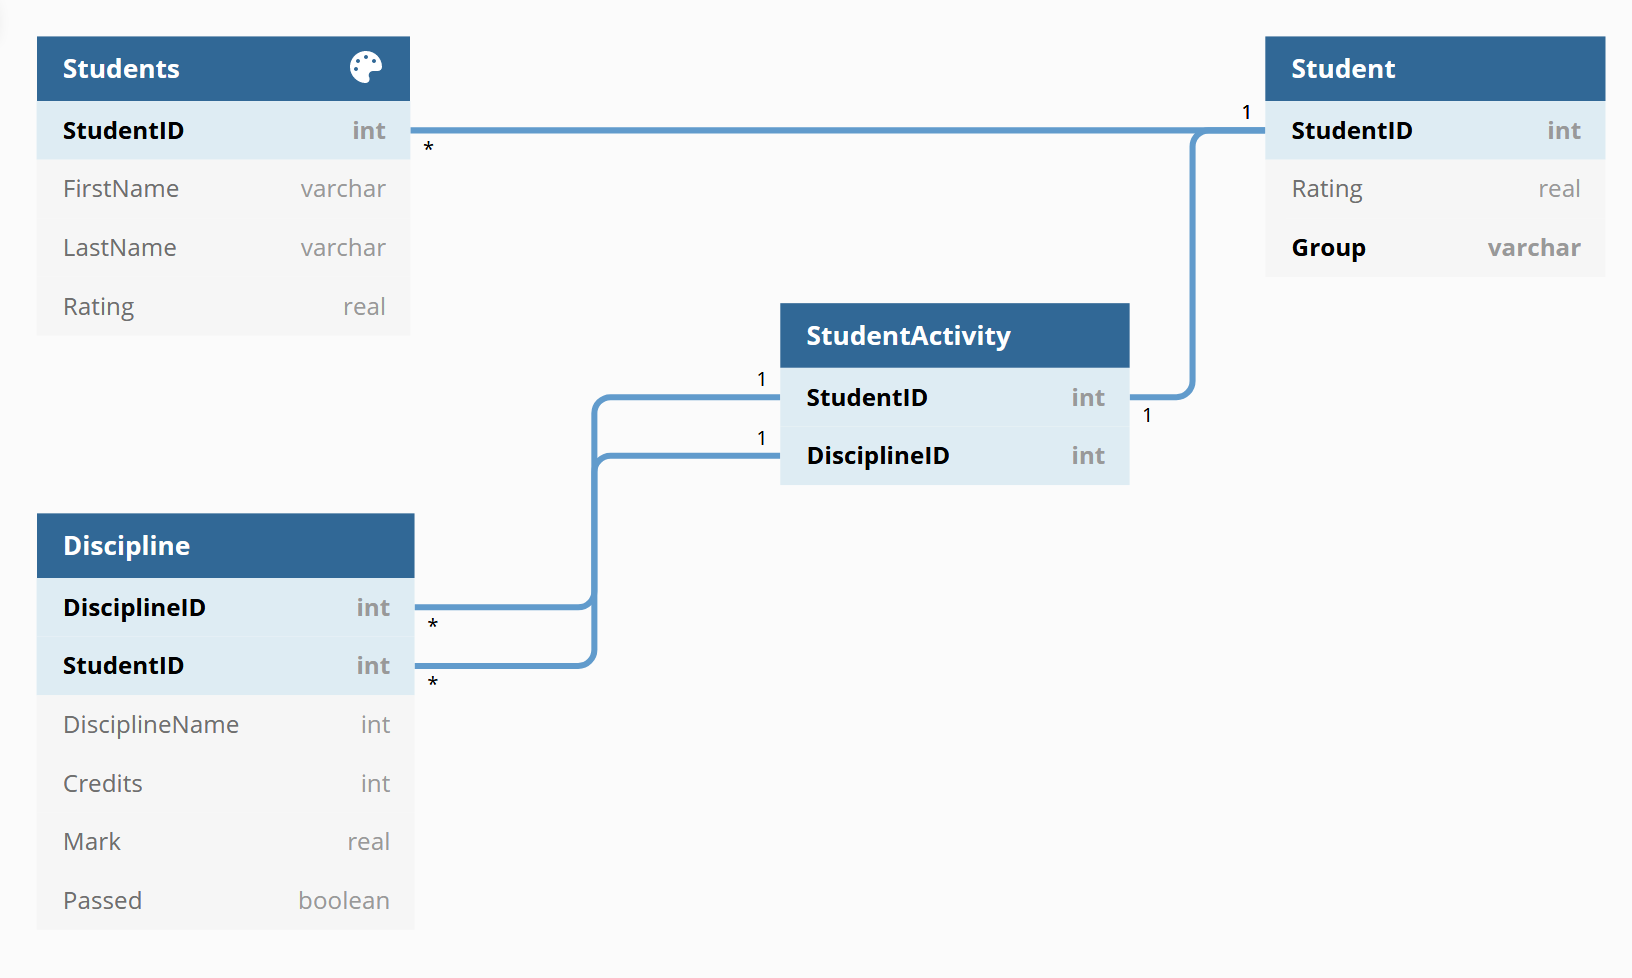 Students
StudentID int
FirstName varchar
LastName varchar
Rating real
*
1
Student
StudentID int
Rating real
Group varchar
StudentActivity
StudentID int
DisciplineID int
1
1
1
Discipline
DisciplineID int
StudentID int
DisciplineName int
Credits int
Mark real
Passed boolean
*
*